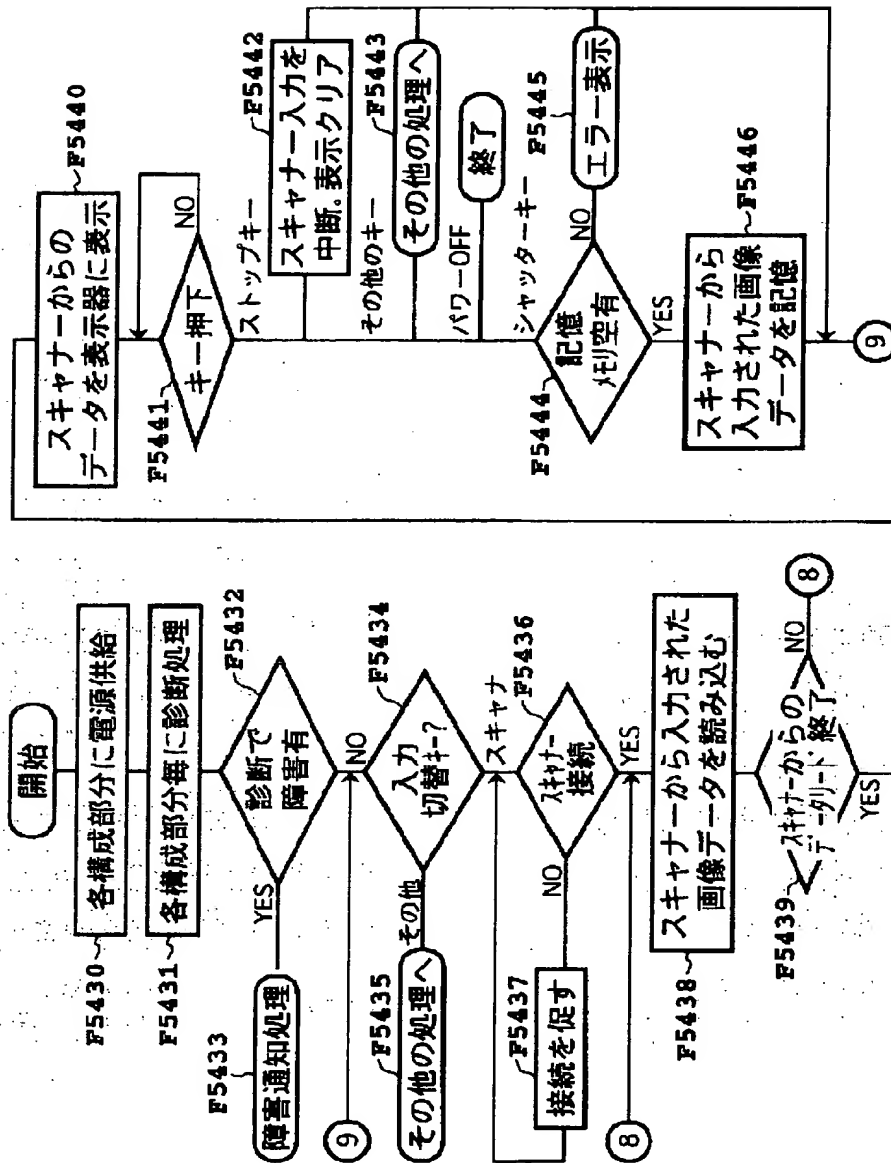 開始
F5430
各構成部分に電源供給
F5431
各構成部分毎に診断処理
F5432
診断で
障害有
YES
NO
F5433
障害通知処理
9
F5434
入力
切替キー?
その他
スキャナ
F5435
その他の処理へ
F5436
スキャナー
接続
NO
YES
F5437
接続を促す
8
F5438
スキャナーから入力された
画像データを読み込む
F5439
スキャナーからの
データリード終了
NO
8
YES
F5440
スキャナーからの
データを表示器に表示
F5441
キー押下
NO
ストップキー
F5442
スキャナー入力を
中断.表示クリア
その他のキー
F5443
その他の処理へ
パワーOFF
終了
シャッターキー
F5444
記憶
メモリ空有
NO
F5445
エラー表示
YES
F5446
スキャナーから
入力された画像
データを記憶
9